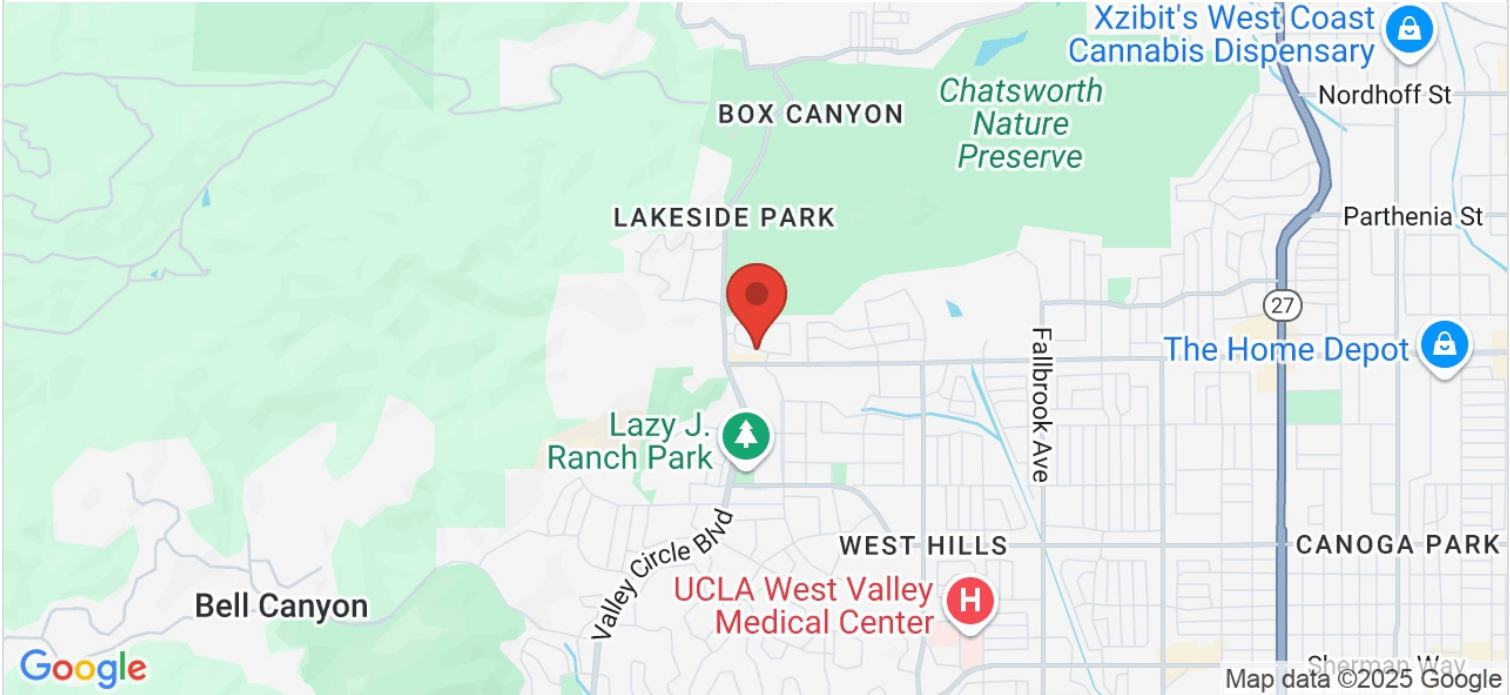 Xzibit's West Coast
Cannabis Dispensary
Nordhoff St
Chatsworth
Nature
Preserve
BOX CANYON
LAKESIDE PARK
Parthenia St
27
The Home Depot
Fallbrook Ave
Lazy J.
Ranch Park
Valley Circle Blvd
WEST HILLS
CANOGA PARK
UCLA West Valley
Medical Center
H
Bell Canyon
Sherman Way
Google
Map data ©2025 Google